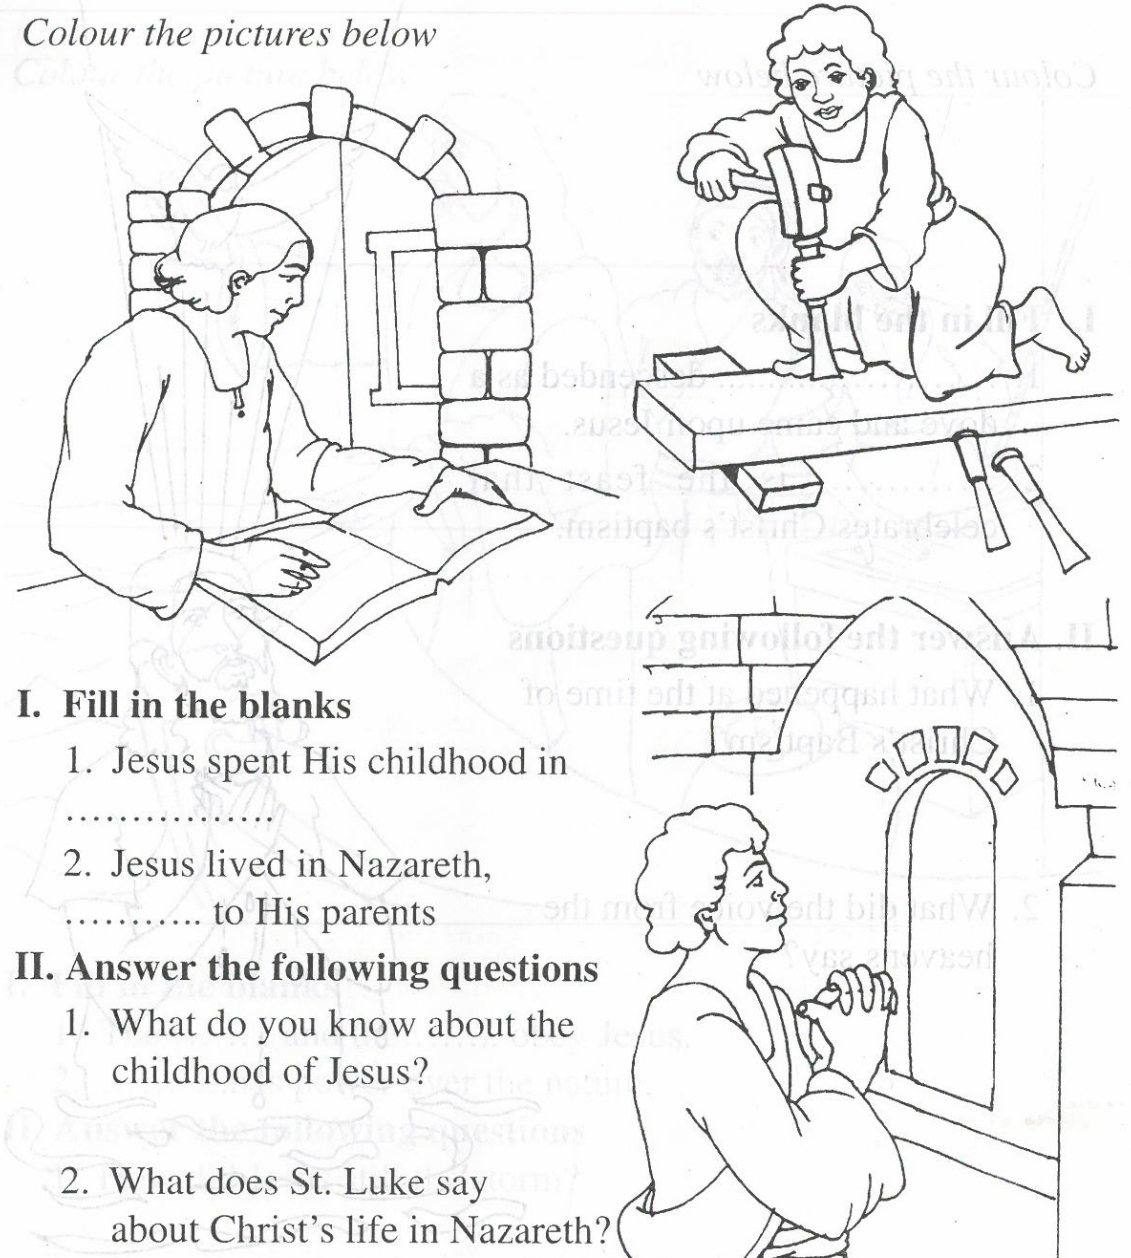 Colour the pictures below
I. Fill in the blanks
1. Jesus spent His childhood in
................
2. Jesus lived in Nazareth,
............ to His parents
II. Answer the following questions
1. What do you know about the
childhood of Jesus?
2. What does St. Luke say
about Christ's life in Nazareth?